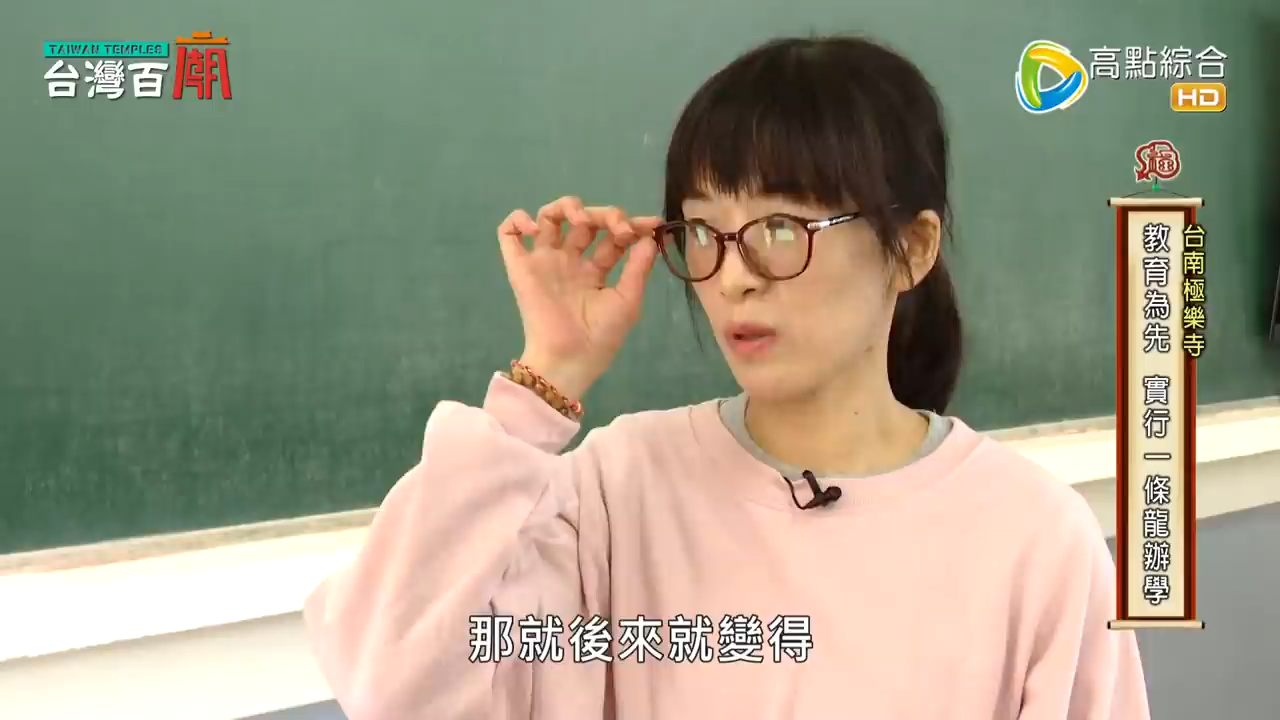 TAIWAN TEMPLES
台灣百廟
高點綜合
HD
福
台南極樂寺
教育為先 實行一條龍辦學
那就後來就變得